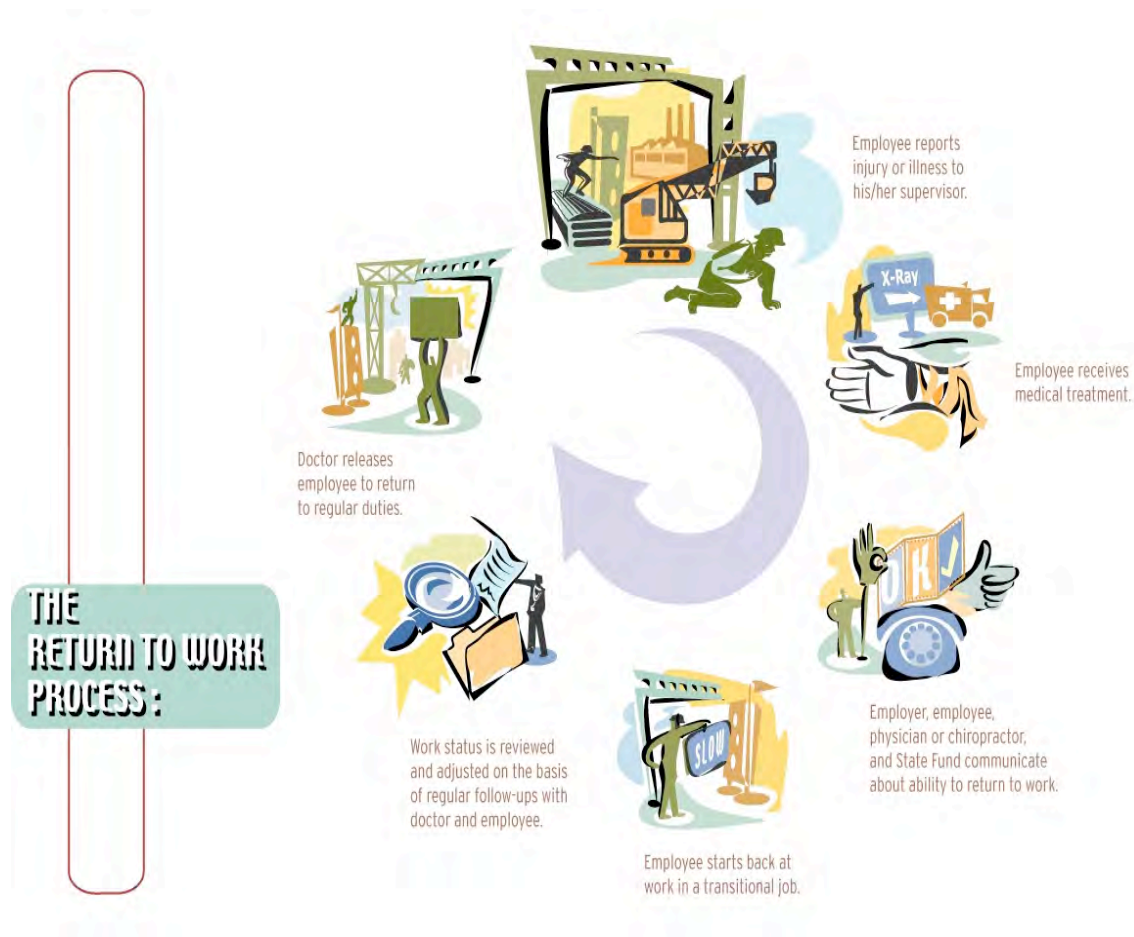 THE
RETURN TO WORK
PROCESS:
Employee reports
injury or illness to
his/her supervisor.
X-Ray
Employee receives
medical treatment.
OK
Employer, employee,
physician or chiropractor,
and State Fund communicate
about ability to return to work.
SLOW
Employee starts back at
work in a transitional job.
Work status is reviewed
and adjusted on the basis
of regular follow-ups with
doctor and employee.
Doctor releases
employee to return
to regular duties.